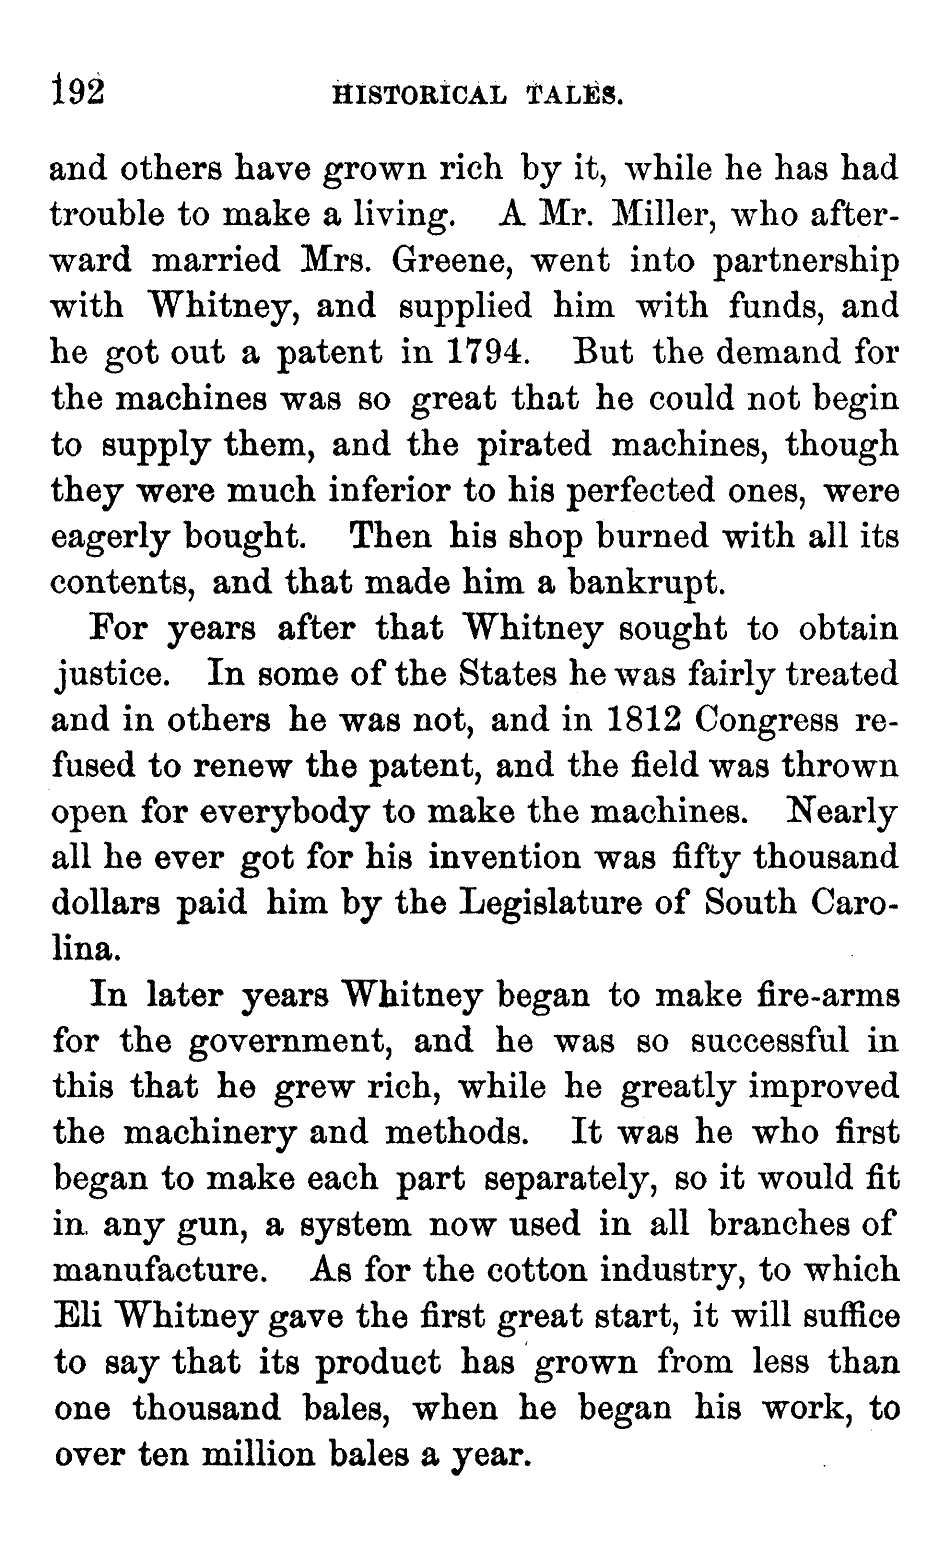 192 HISTORICAL TALES.
and others have grown rich by it, while he has had
trouble to make a living. A Mr. Miller, who after-
ward married Mrs. Greene, went into partnership
with Whitney, and supplied him with funds, and
he got out a patent in 1794. But the demand for
the machines was so great that he could not begin
to supply them, and the pirated machines, though
they were much inferior to his perfected ones, were
eagerly bought. Then his shop burned with all its
contents, and that made him a bankrupt.
For years after that Whitney sought to obtain
justice. In some of the States he was fairly treated
and in others he was not, and in 1812 Congress re-
fused to renew the patent, and the field was thrown
open for everybody to make the machines. Nearly
all he ever got for his invention was fifty thousand
dollars paid him by the Legislature of South Caro-
lina.
In later years Whitney began to make fire-arms
for the government, and he was so successful in
this that he grew rich, while he greatly improved
the machinery and methods. It was he who first
began to make each part separately, so it would fit
in any gun, a system now used in all branches of
manufacture. As for the cotton industry, to which
Eli Whitney gave the first great start, it will suffice
to say that its product has grown from less than
one thousand bales, when he began his work, to
over ten million bales a year.